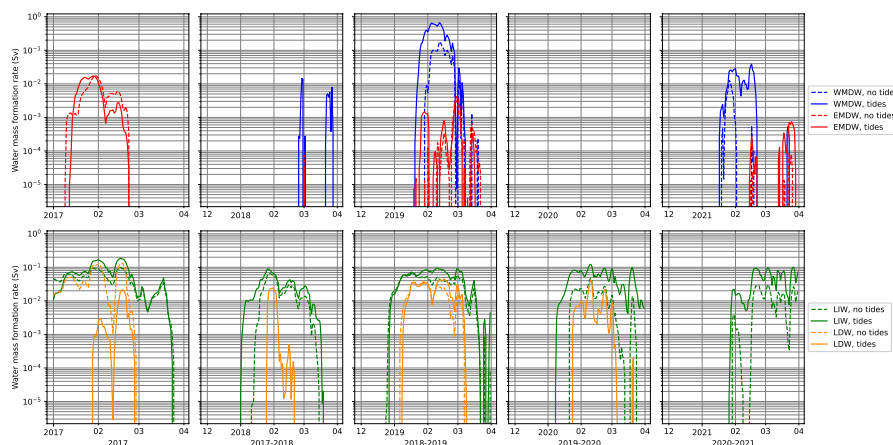 Water mass formation rate (Sv)
10⁰
10⁻¹
10⁻²
10⁻³
10⁻⁴
10⁻⁵
2017 02 03 04
12 2018 02 03 04
12 2019 02 03 04
12 2020 02 03 04
12 2021 02 03 04
WMDW, no tides
WMDW, tides
EMDW, no tides
EMDW, tides
Water mass formation rate (Sv)
10⁰
10⁻¹
10⁻²
10⁻³
10⁻⁴
10⁻⁵
2017 02 03 04
12 2018 02 03 04
12 2019 02 03 04
12 2020 02 03 04
12 2021 02 03 04
2017
2017-2018
2018-2019
2019-2020
2020-2021
LIW, no tides
LIW, tides
LDW, no tides
LDW, tides